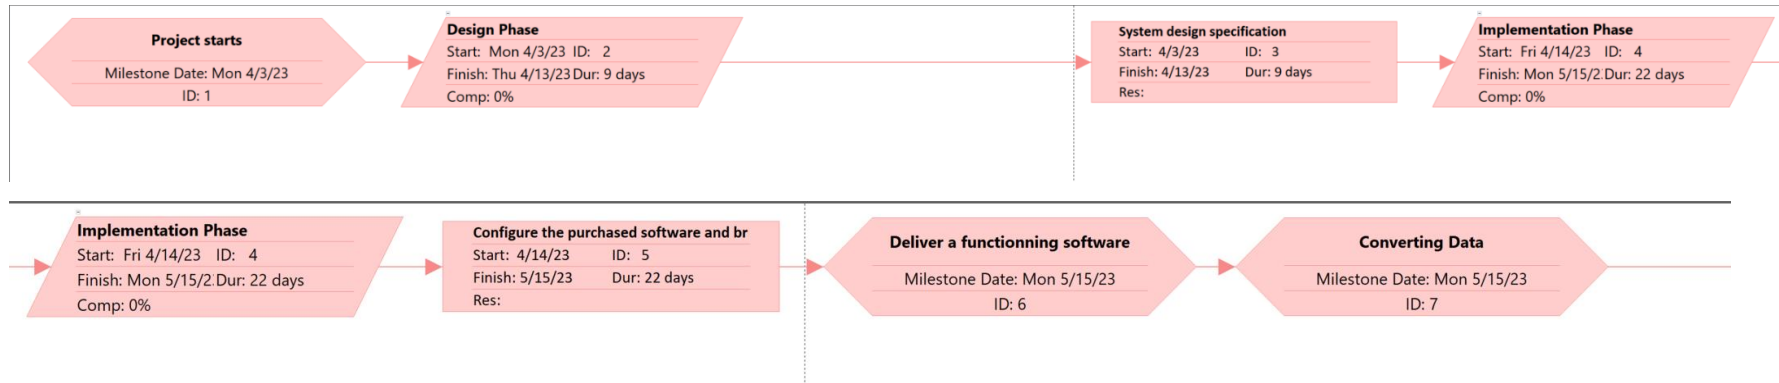 Project starts
Milestone Date: Mon 4/3/23
ID: 1
Design Phase
Start: Mon 4/3/23 ID: 2
Finish: Thu 4/13/23 Dur: 9 days
Comp: 0%
System design specification
Start: 4/3/23 ID: 3
Finish: 4/13/23 Dur: 9 days
Res:
Implementation Phase
Start: Fri 4/14/23 ID: 4
Finish: Mon 5/15/2 Dur: 22 days
Comp: 0%
Implementation Phase
Start: Fri 4/14/23 ID: 4
Finish: Mon 5/15/2 Dur: 22 days
Comp: 0%
Configure the purchased software and br
Start: 4/14/23 ID: 5
Finish: 5/15/23 Dur: 22 days
Res:
Deliver a functionning software
Milestone Date: Mon 5/15/23
ID: 6
Converting Data
Milestone Date: Mon 5/15/23
ID: 7